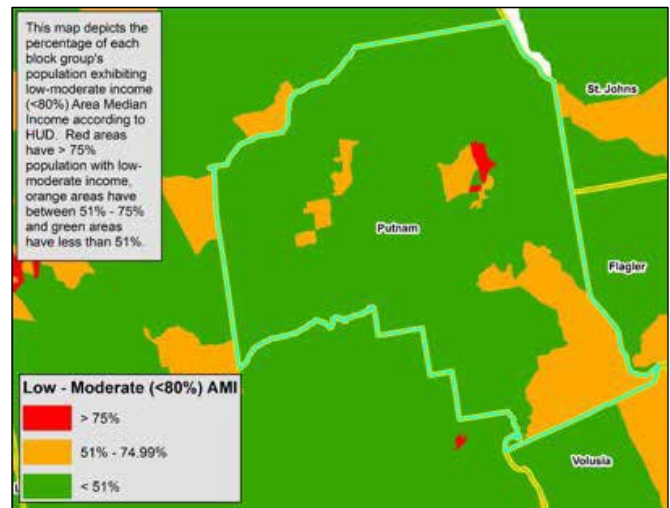 This map depicts the
percentage of each
block group's
population exhibiting
low-moderate income
(<80%) Area Median
Income according to
HUD. Red areas
have > 75%
population with low-
moderate income,
orange areas have
between 51% - 75%
and green areas
have less than 51%.
St. Johns
Putnam
Flagler
Volusia
Low - Moderate (<80%) AMI
> 75%
51% - 74.99%
< 51%